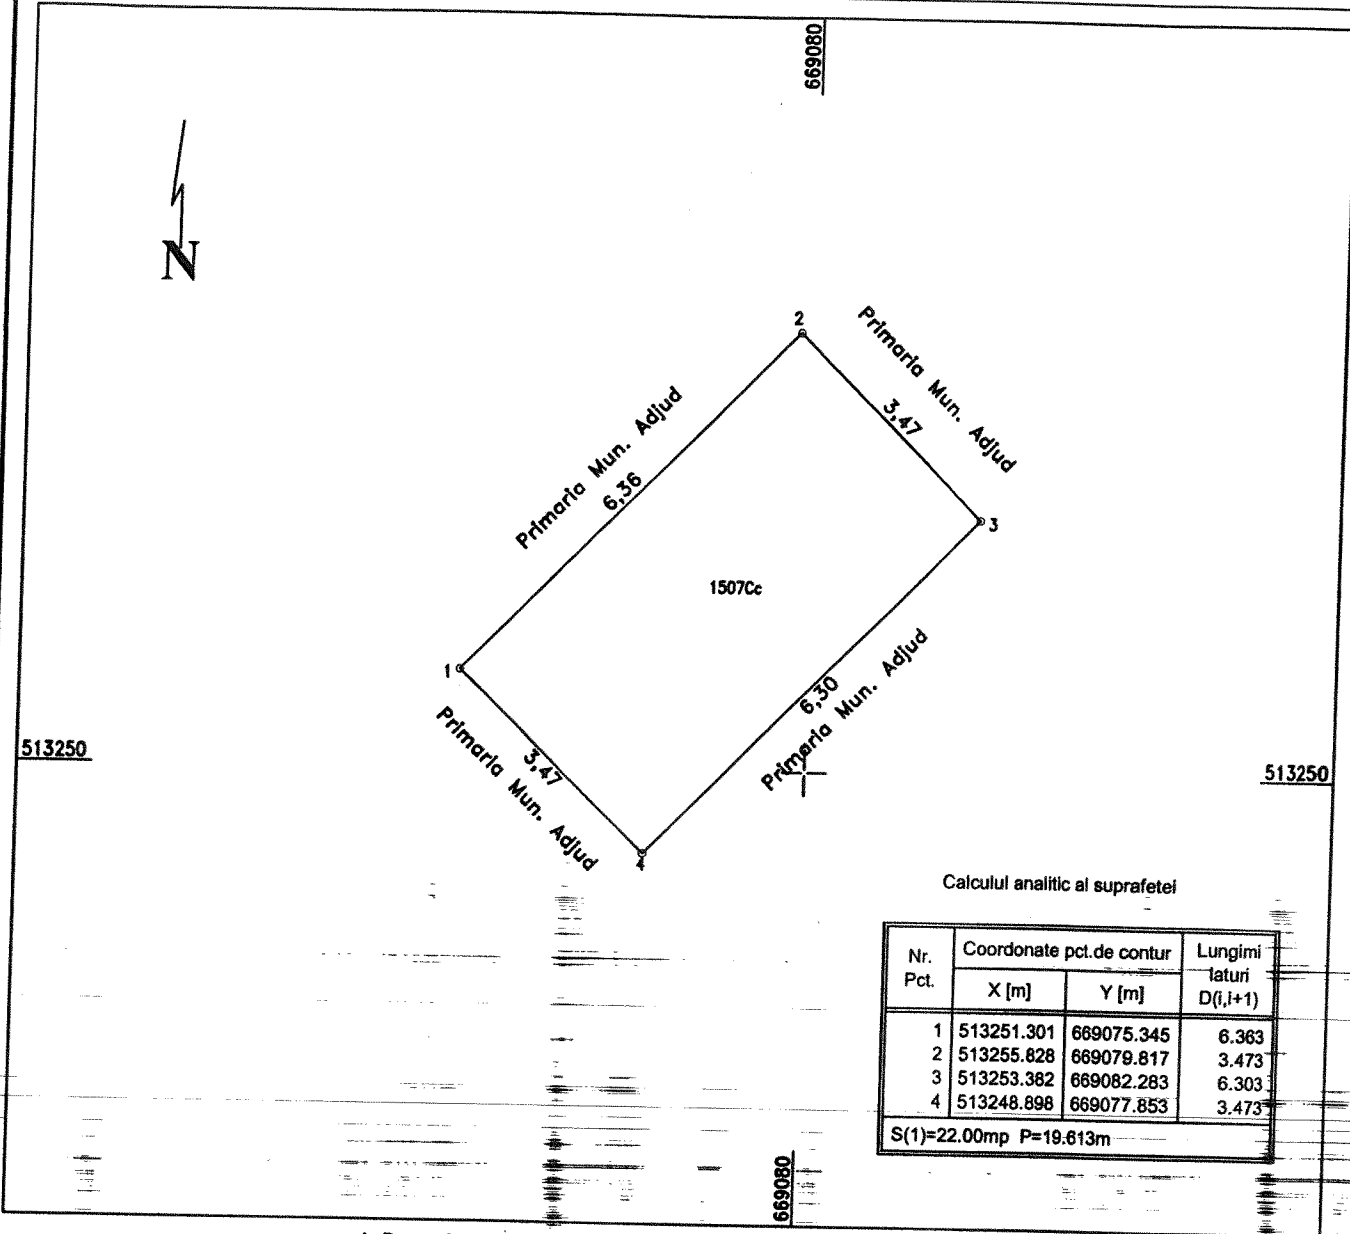 669080
N
2
Primaria Mun. Adjud
3,47
Primaria Mun. Adjud
6,36
3
1507Cc
1
Primaria Mun. Adjud
3,47
6,30
Primaria Mun. Adjud
513250
513250
4
Calculul analitic al suprafetei
Nr. Pct. Coordonate pct.de contur Lungimi laturi D(i,i+1)
X [m] Y [m]
1 513251.301 669075.345 6.363
2 513255.828 669079.817 3.473
3 513253.382 669082.283 6.303
4 513248.898 669077.853 3.473
S(1)=22.00mp P=19.613m
669080